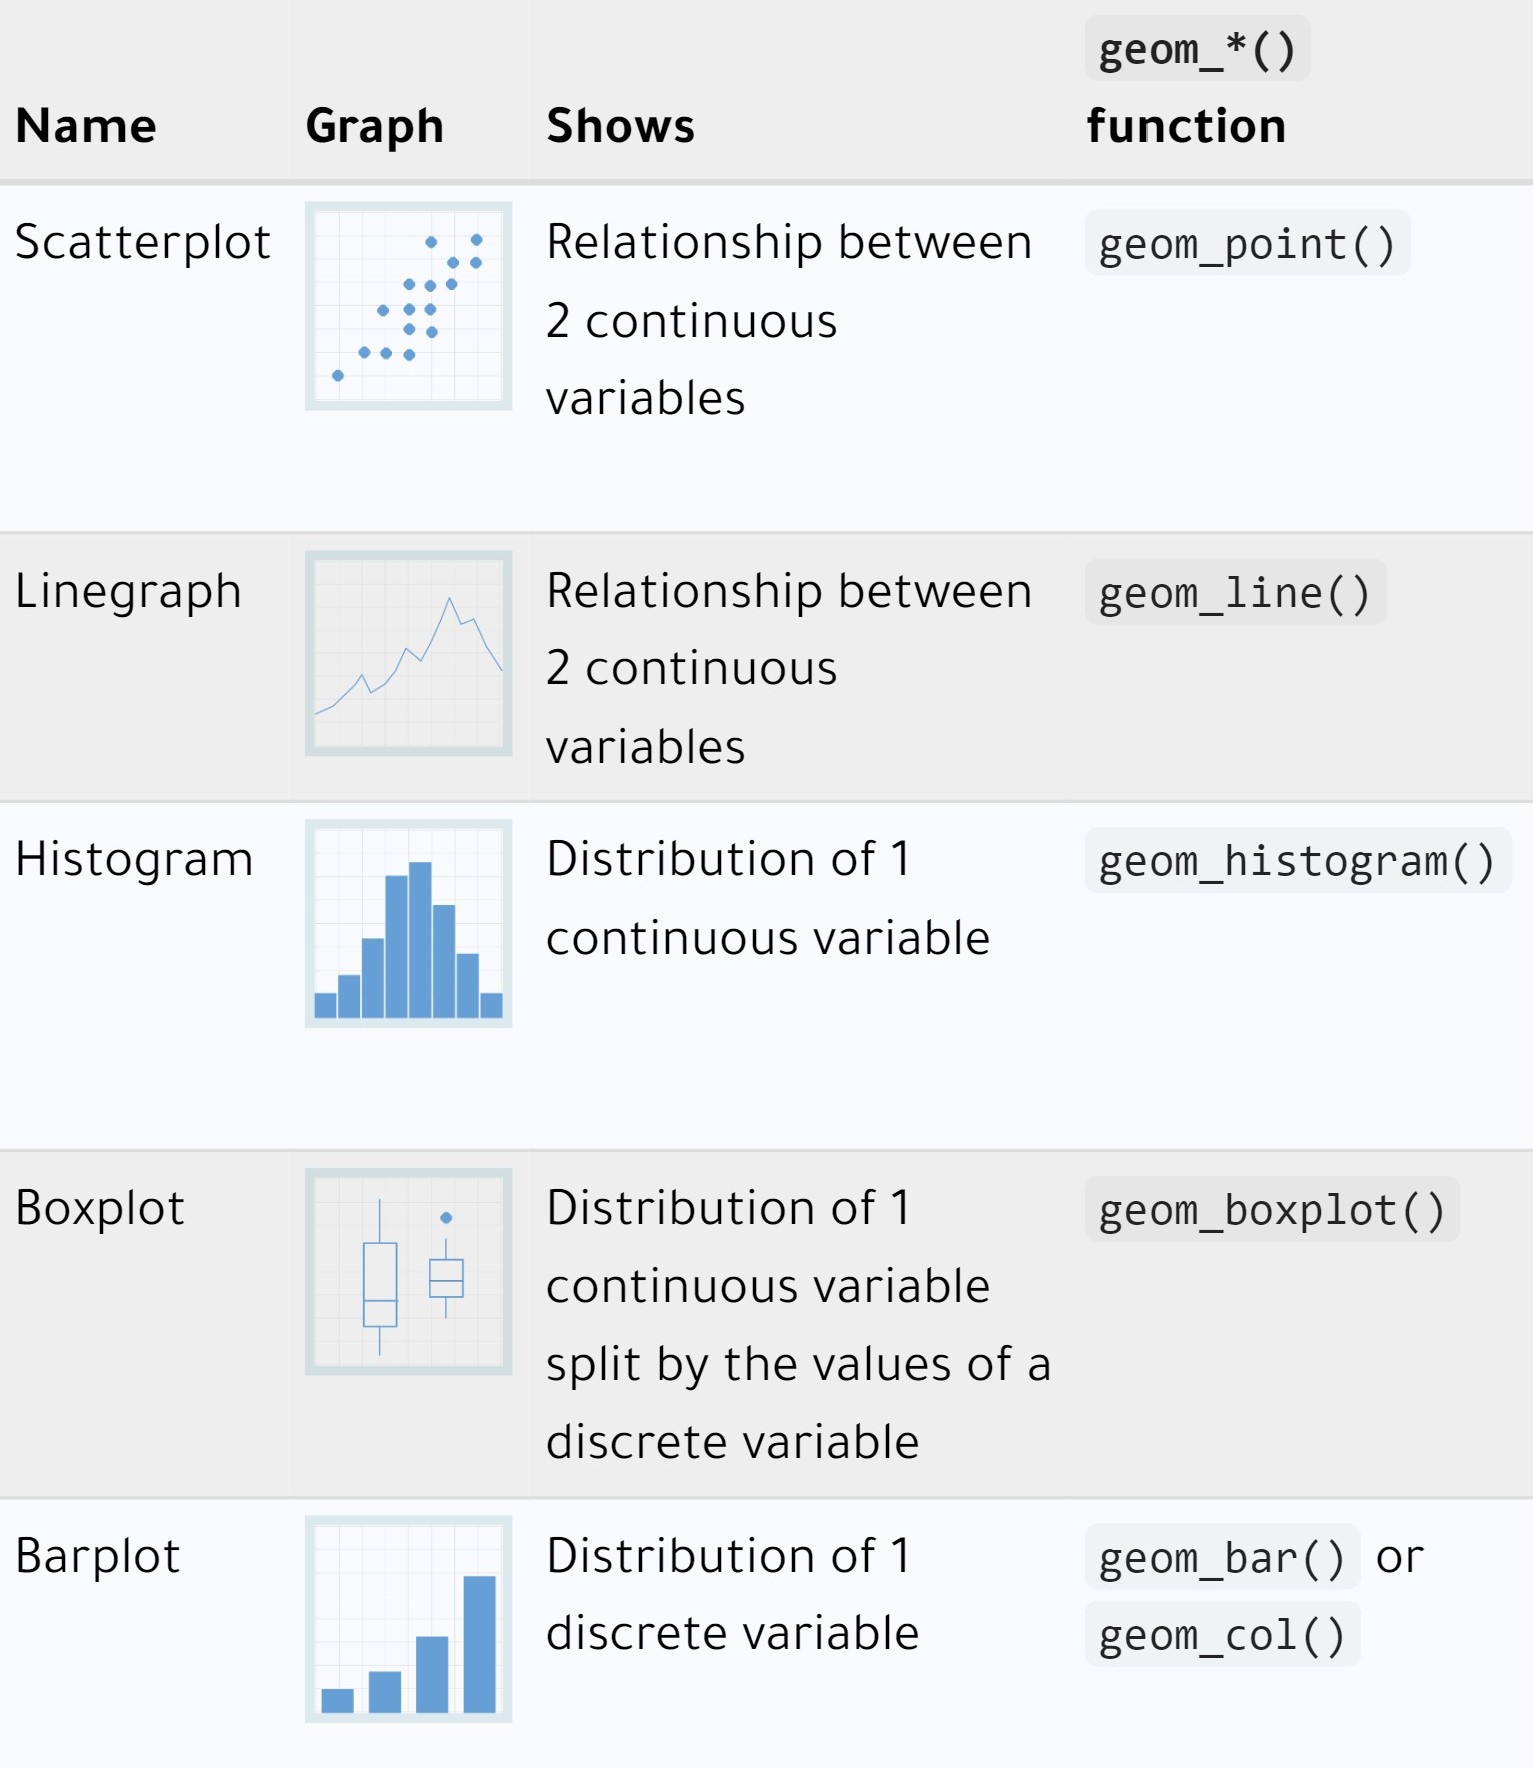 geom_*()
Name Graph Shows function
Scatterplot Relationship between geom_point()
2 continuous
variables
Linegraph Relationship between geom_line()
2 continuous
variables
Histogram Distribution of 1 geom_histogram()
continuous variable
Boxplot Distribution of 1 geom_boxplot()
continuous variable
split by the values of a
discrete variable
Barplot Distribution of 1 geom_bar() or
discrete variable geom_col()